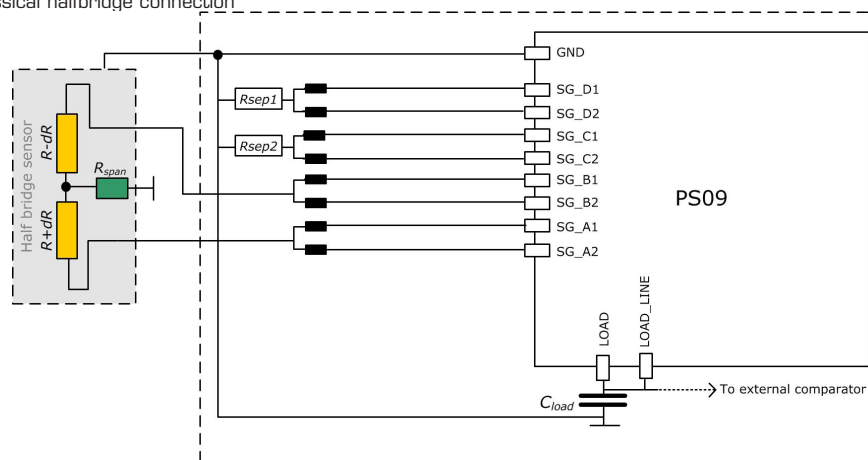 ssical halfbridge connection
GND
SG_D1
Rsep1
SG_D2
SG_C1
Rsep2
SG_C2
SG_B1
SG_B2
SG_A1
SG_A2
PS09
Half bridge sensor
R-dR
Rspan
R+dR
LOAD
LOAD_LINE
Cload
To external comparator